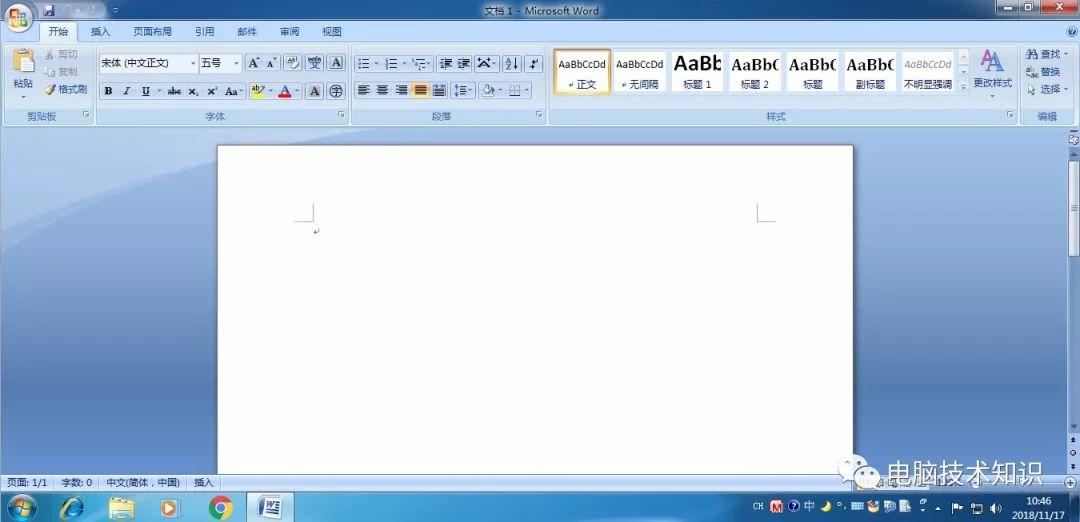 文档 1 - Microsoft Word
开始 插入 页面布局 引用 邮件 审阅 视图
粘贴
剪切
复制
格式刷
剪贴板
宋体 (中文正文) 五号
B I U abc x₂ x² Aa
字体
段落
AaBbCcDd AaBbCcDd AaBb AaBbC AaBbC AaBbC AaBbCcDd
正文 无间隔 标题 1 标题 2 标题 副标题 不明显强调
样式
更改样式
查找
替换
选择
编辑
页面: 1/1 字数: 0 中文(简体，中国) 插入
电脑技术知识
CH M 中
10:46
2018/11/17